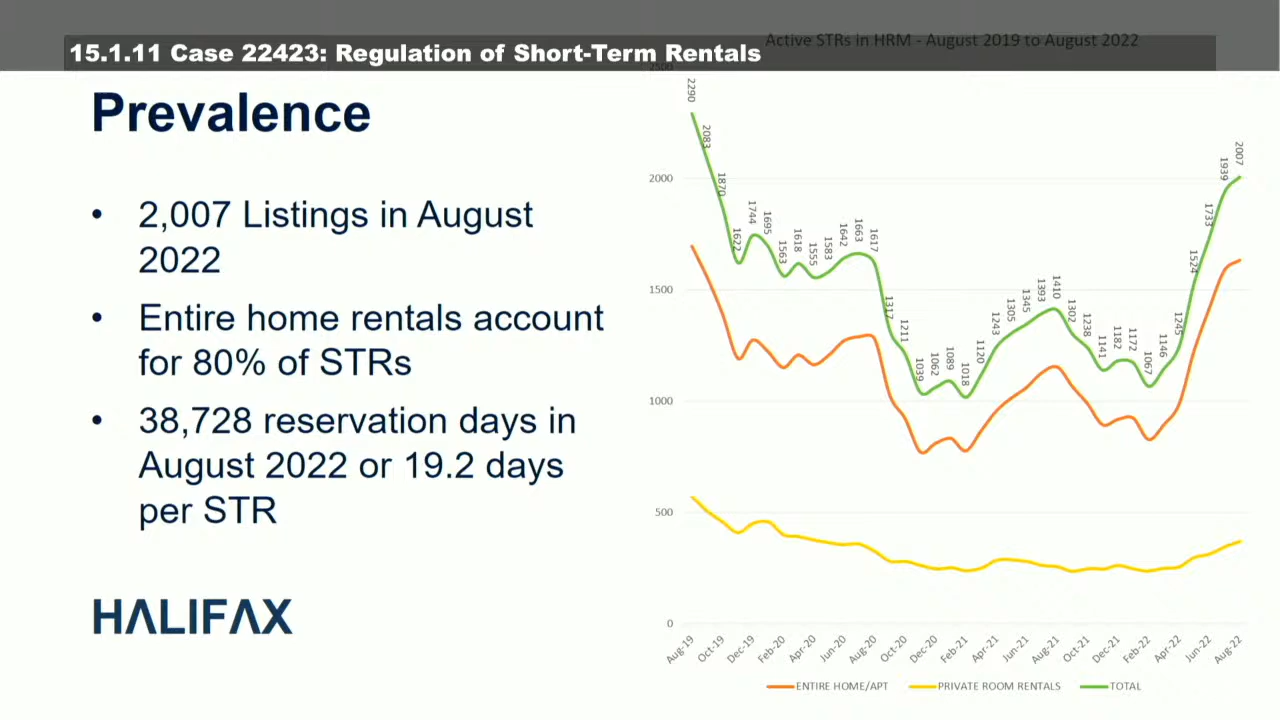 15.1.11 Case 22423: Regulation of Short-Term Rentals
Active STRs in HRM - August 2019 to August 2022
Prevalence
• 2,007 Listings in August
2022
• Entire home rentals account
for 80% of STRs
• 38,728 reservation days in
August 2022 or 19.2 days
per STR
HALIFAX
2500
2000
1500
1000
500
0
2290
2083
1870
1622
1744
1695
1563
1618
1555
1583
1642
1663
1617
1317
1211
1039
1062
1089
1018
1120
1243
1305
1345
1393
1410
1302
1238
1141
1182
1172
1067
1146
1245
1524
1733
1939
2007
Aug-19
Oct-19
Dec-19
Feb-20
Apr-20
Jun-20
Aug-20
Oct-20
Dec-20
Feb-21
Apr-21
Jun-21
Aug-21
Oct-21
Dec-21
Feb-22
Apr-22
Jun-22
Aug-22
ENTIRE HOME/APT
PRIVATE ROOM RENTALS
TOTAL